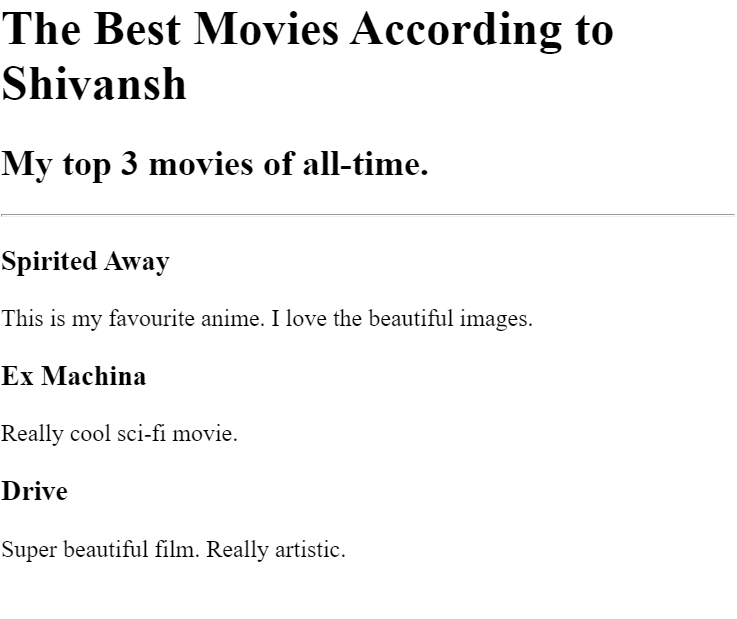 The Best Movies According to
Shivansh
My top 3 movies of all-time.
Spirited Away
This is my favourite anime. I love the beautiful images.
Ex Machina
Really cool sci-fi movie.
Drive
Super beautiful film. Really artistic.